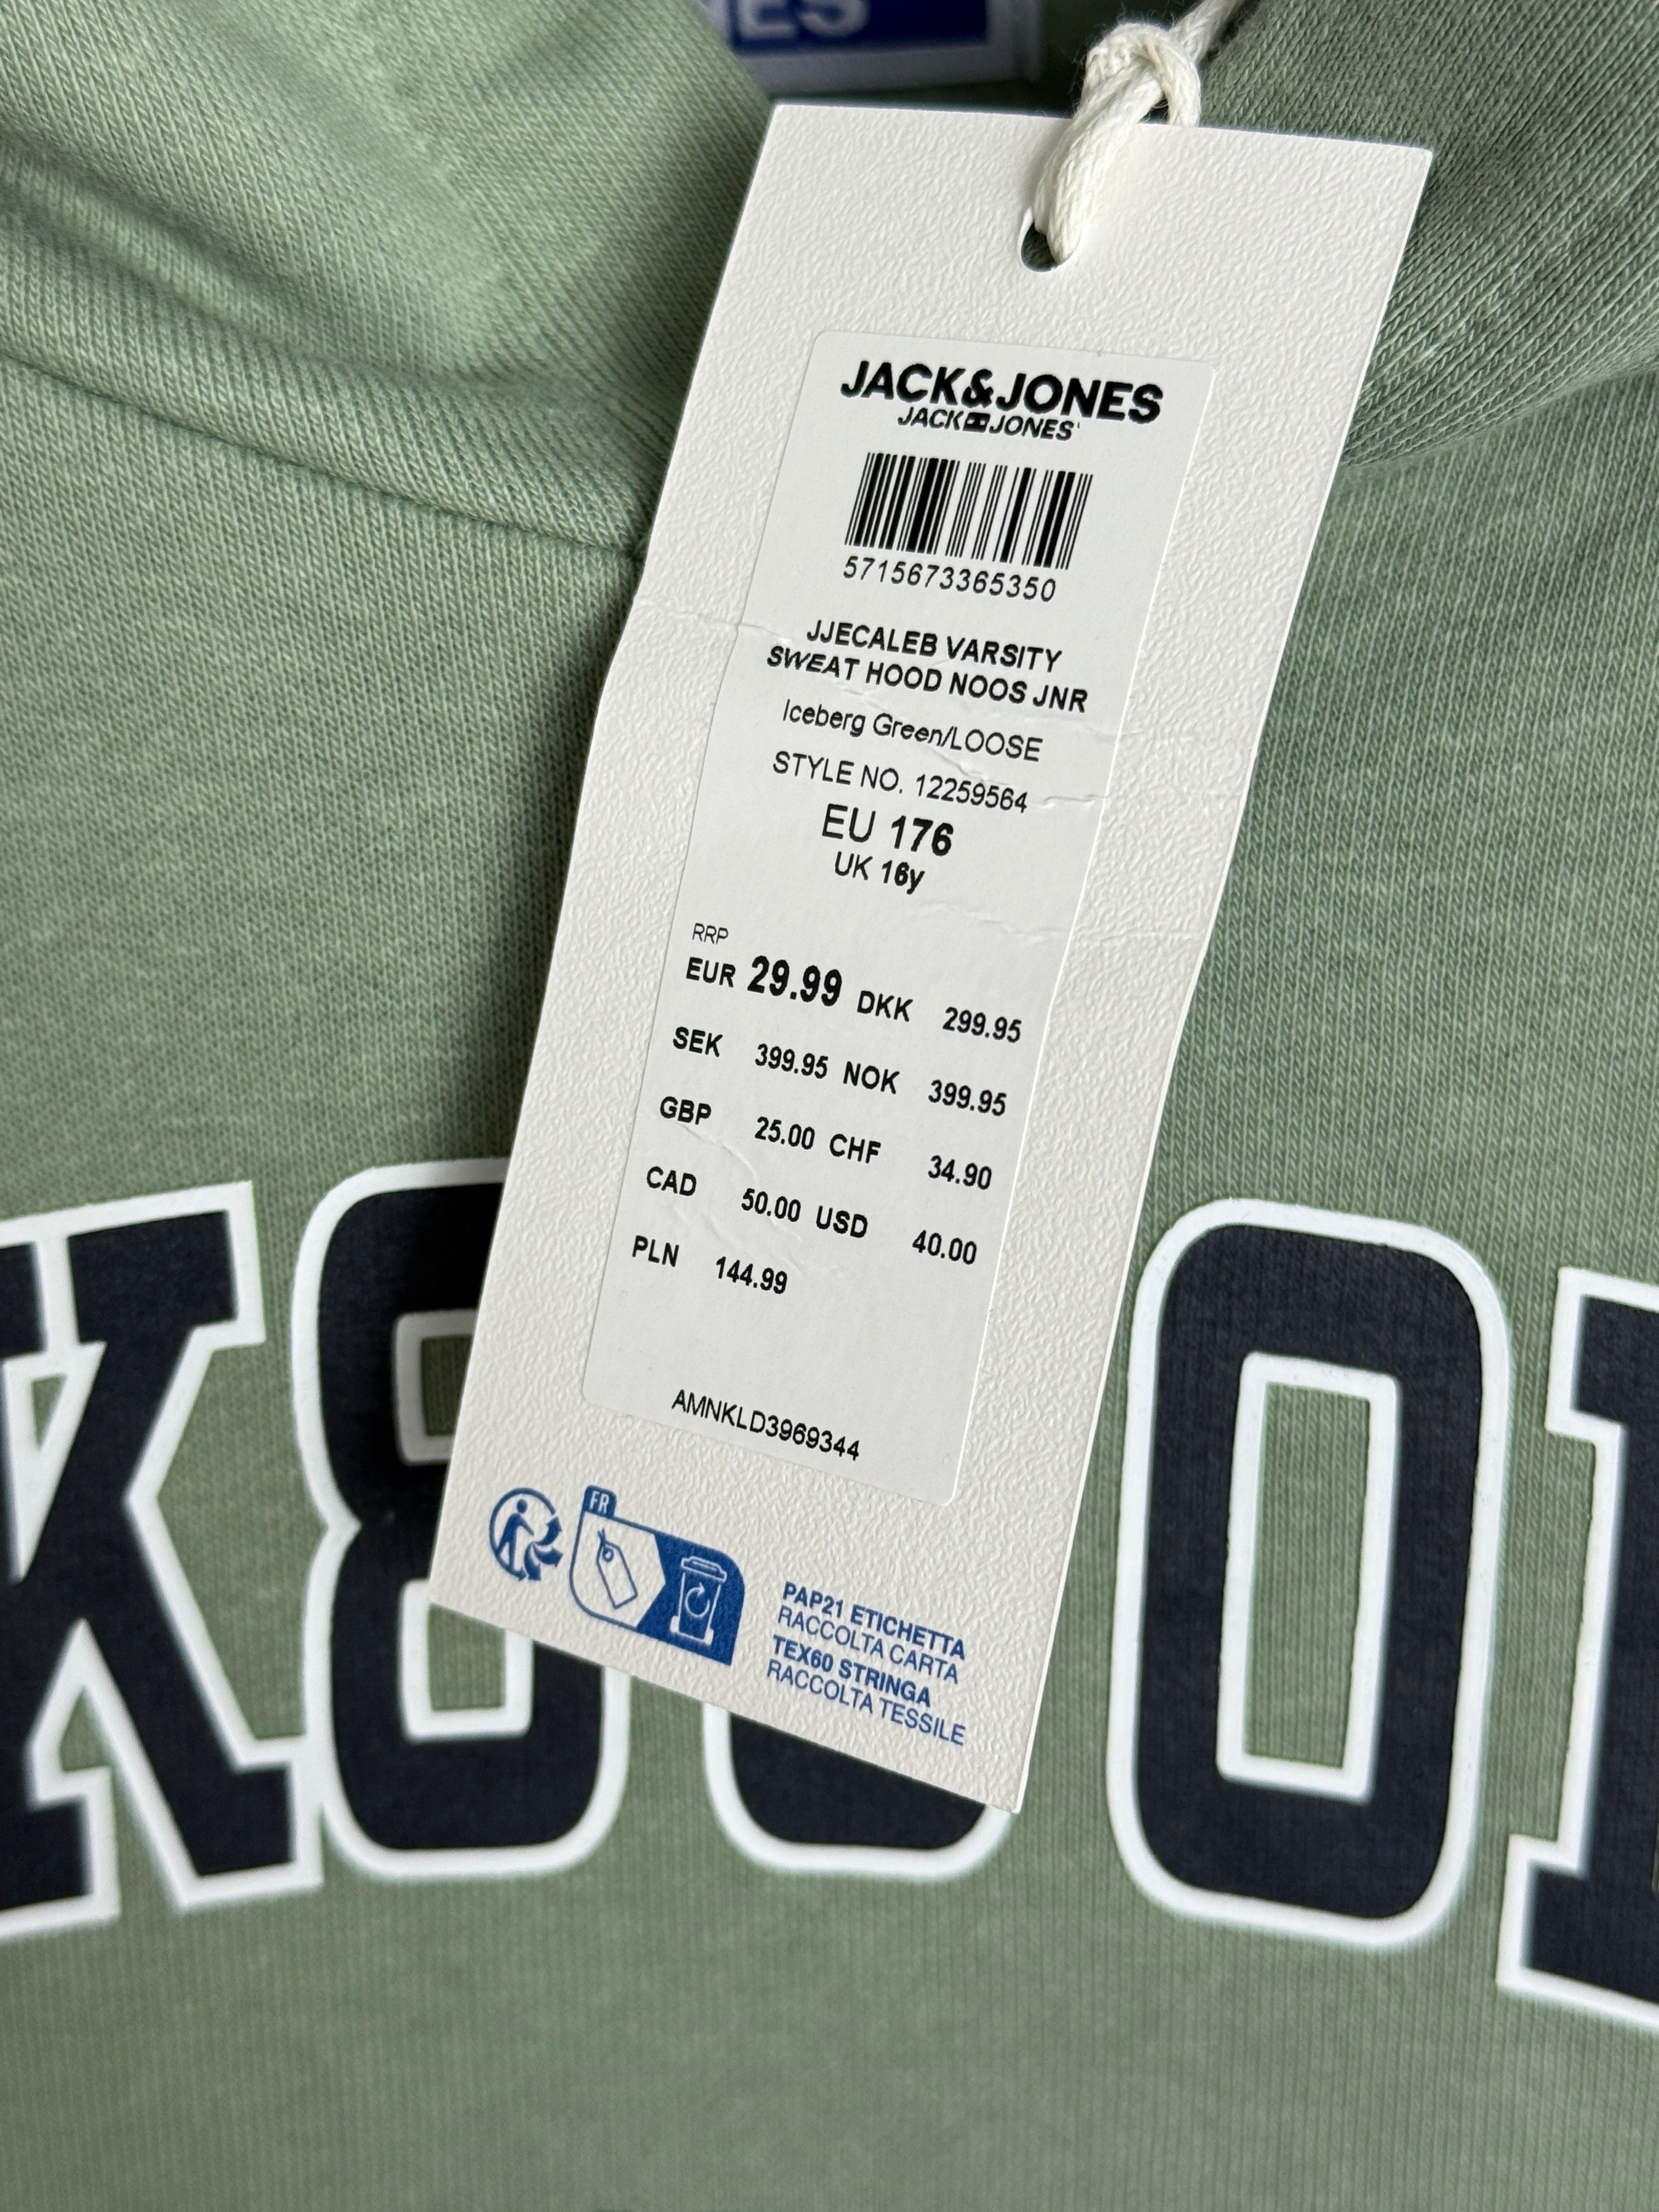 JACK&JONES
JACK JONES
5715673365350
JJECALEB VARSITY
SWEAT HOOD NOOS JNR
Iceberg Green/LOOSE
STYLE NO. 12259564
EU 176
UK 16y
RRP
EUR 29.99 DKK 299.95
SEK 399.95 NOK 399.95
GBP 25.00 CHF 34.90
CAD 50.00 USD 40.00
PLN 144.99
AMNKLD3969344
FR
PAP21 ETICHETTA
RACCOLTA CARTA
TEX60 STRINGA
RACCOLTA TESSILE